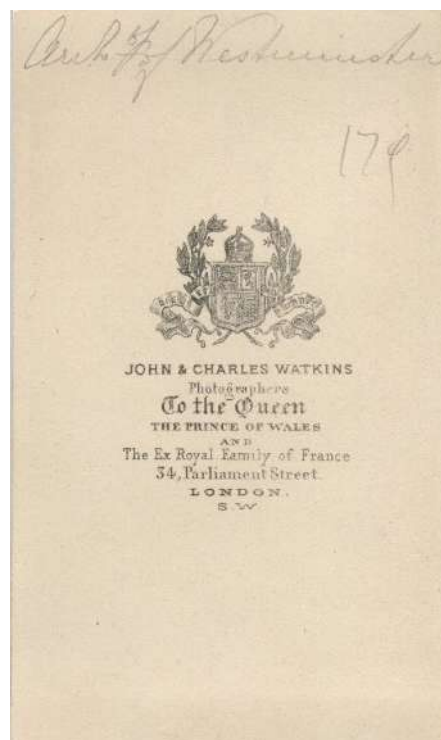 Archbp of Westminster
179
JOHN & CHARLES WATKINS
Photographers
To the Queen
THE PRINCE OF WALES
AND
The Ex Royal Family of France
34, Parliament Street.
LONDON.
S.W